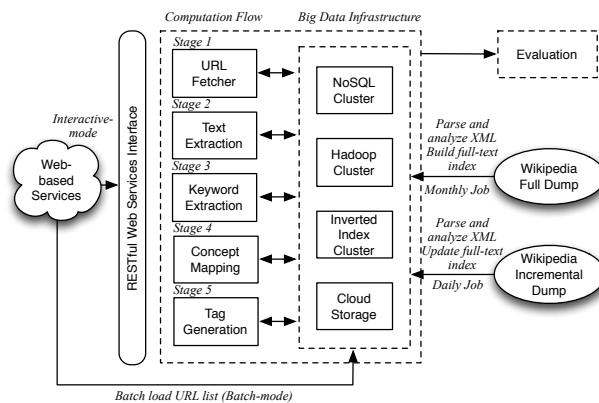 Computation Flow
Big Data Infrastructure
Stage 1
URL
Fetcher
Stage 2
Text
Extraction
Stage 3
Keyword
Extraction
Stage 4
Concept
Mapping
Stage 5
Tag
Generation
NoSQL
Cluster
Hadoop
Cluster
Inverted
Index
Cluster
Cloud
Storage
Evaluation
Interactive-
mode
Web-
based
Services
RESTful Web Services Interface
Parse and
analyze XML
Build full-text
index
Monthly Job
Wikipedia
Full Dump
Parse and
analyze XML
Update full-text
index
Daily Job
Wikipedia
Incremental
Dump
Batch load URL list (Batch-mode)